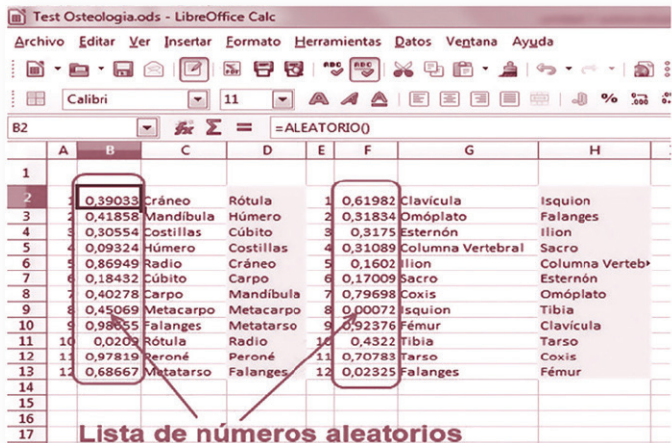 Test Osteologia.ods - LibreOffice Calc
Archivo Editar Ver Insertar Formato Herramientas Datos Ventana Ayuda
Calibri 11
B2 =ALEATORIO()
A B C D E F G H
1
2 1 0,39033 Cráneo Rótula 1 0,61982 Clavícula Isquion
3 2 0,41858 Mandíbula Húmero 2 0,31834 Omóplato Falanges
4 3 0,30554 Costillas Cúbito 3 0,3175 Esternón Ilion
5 4 0,09324 Húmero Costillas 4 0,31089 Columna Vertebral Sacro
6 5 0,86949 Radio Cráneo 5 0,1602 Ilion Columna Verteb
7 6 0,18432 Cúbito Carpo 6 0,17009 Sacro Esternón
8 7 0,40278 Carpo Mandíbula 7 0,79698 Coxis Omóplato
9 8 0,45069 Metacarpo Metacarpo 8 0,00072 Isquion Tibia
10 9 Falanges Metatarso 9 0,92376 Fémur Clavícula
11 10 0,0209 Rótula Radio 10 0,4322 Tibia Tarso
12 11 0,97819 Peroné Peroné 11 0,70783 Tarso Coxis
13 12 0,68667 Metatarso Falanges 12 0,02325 Falanges Fémur
14
15
16
17 Lista de números aleatorios